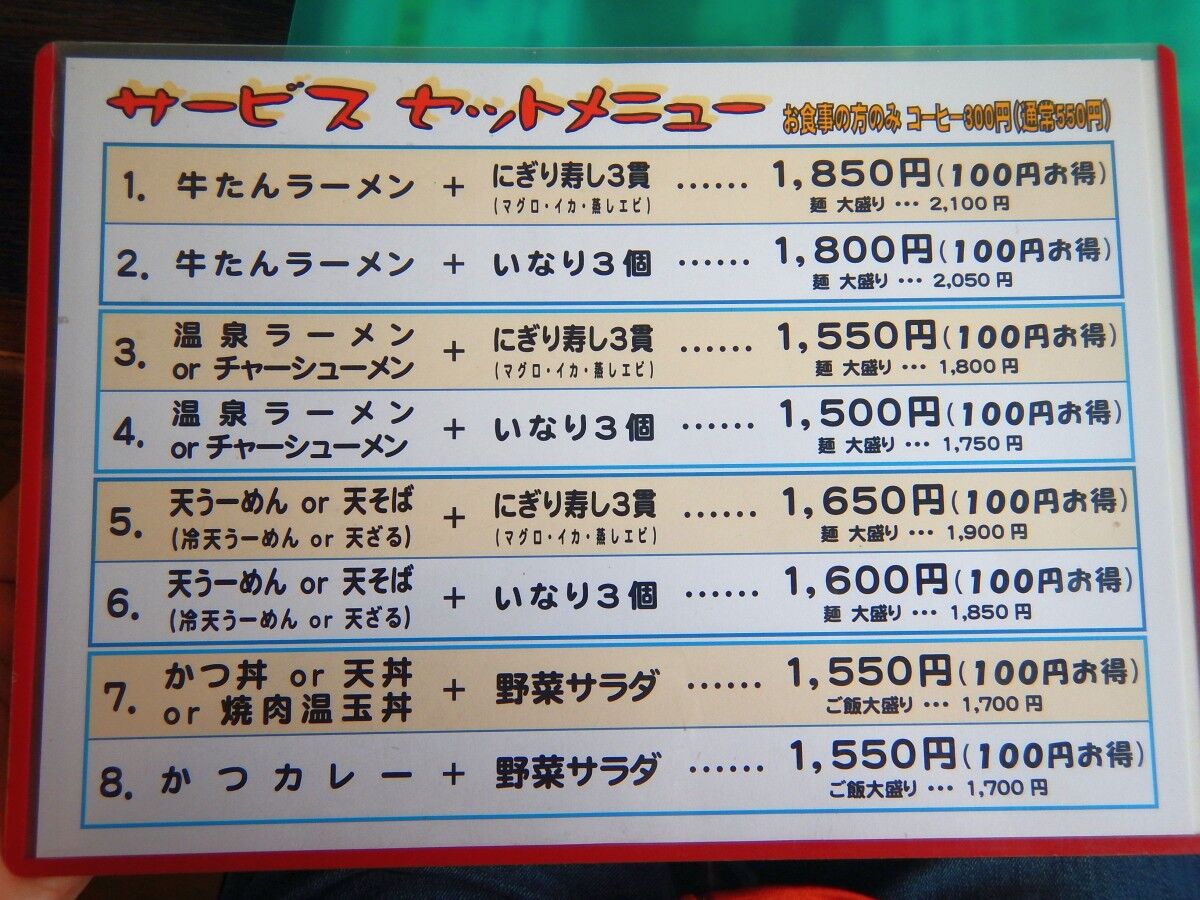 サービス セットメニュー お食事の方のみ コーヒー300円(通常550円)
1. 牛たんラーメン + にぎり寿し3貫 …… 1,850円(100円お得)
(マグロ・イカ・蒸しエビ) 麺 大盛り … 2,100円
2. 牛たんラーメン + いなり3個 …… 1,800円(100円お得)
麺 大盛り … 2,050円
3. 温泉ラーメン + にぎり寿し3貫 …… 1,550円(100円お得)
or チャーシューメン (マグロ・イカ・蒸しエビ) 麺 大盛り … 1,800円
4. 温泉ラーメン + いなり3個 …… 1,500円(100円お得)
or チャーシューメン 麺 大盛り … 1,750円
5. 天うーめん or 天そば + にぎり寿し3貫 …… 1,650円(100円お得)
(冷天うーめん or 天ざる) (マグロ・イカ・蒸しエビ) 麺 大盛り … 1,900円
6. 天うーめん or 天そば + いなり3個 …… 1,600円(100円お得)
(冷天うーめん or 天ざる) 麺 大盛り … 1,850円
7. かつ丼 or 天丼 + 野菜サラダ …… 1,550円(100円お得)
or 焼肉温玉丼 ご飯大盛り … 1,700円
8. かつカレー + 野菜サラダ …… 1,550円(100円お得)
ご飯大盛り … 1,700円